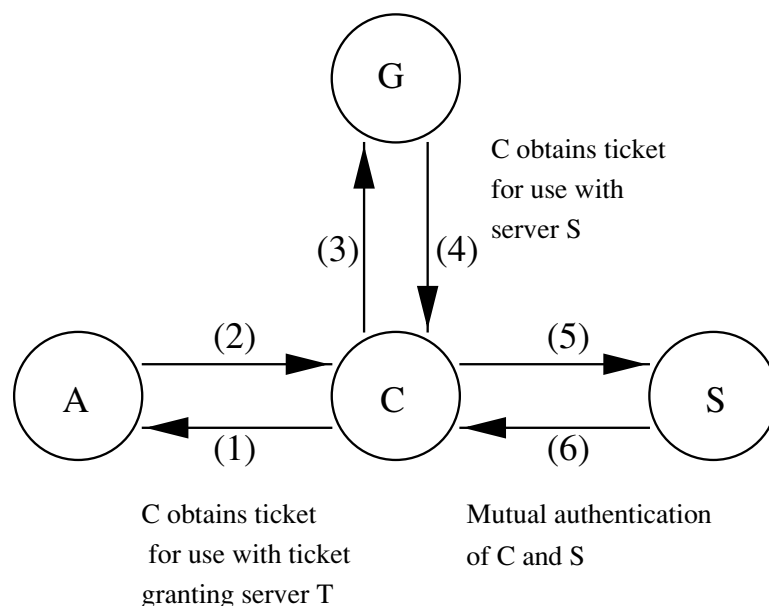 G
C obtains ticket
for use with
server S
(3)
(4)
(2)
(5)
A
C
S
(1)
(6)
C obtains ticket
for use with ticket
granting server T
Mutual authentication
of C and S